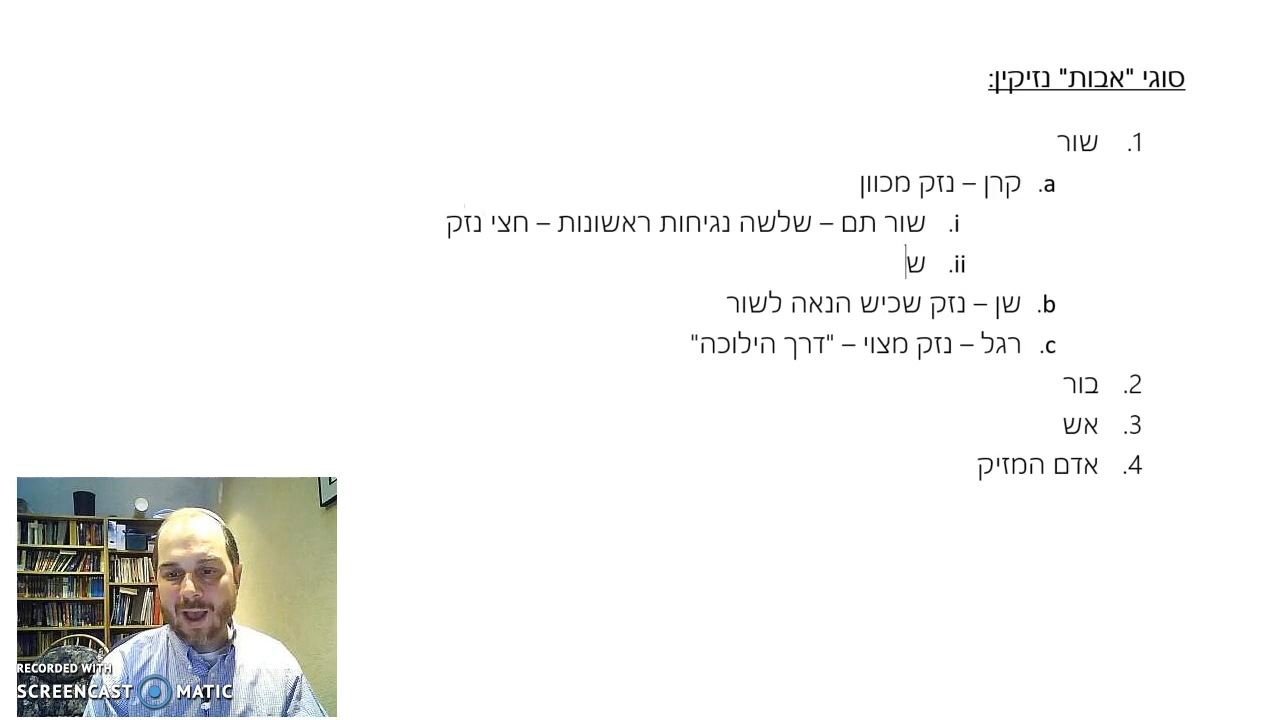 סוגי "אבות" נזיקין:
1. שור
a. קרן – נזק מכוון
i. שור תם – שלשה נגיחות ראשונות – חצי נזק
ii. ש
b. שן – נזק שכיש הנאה לשור
c. רגל – נזק מצוי – "דרך הילוכה"
2. בור
3. אש
4. אדם המזיק
RECORDED WITH
SCREENCAST MATIC